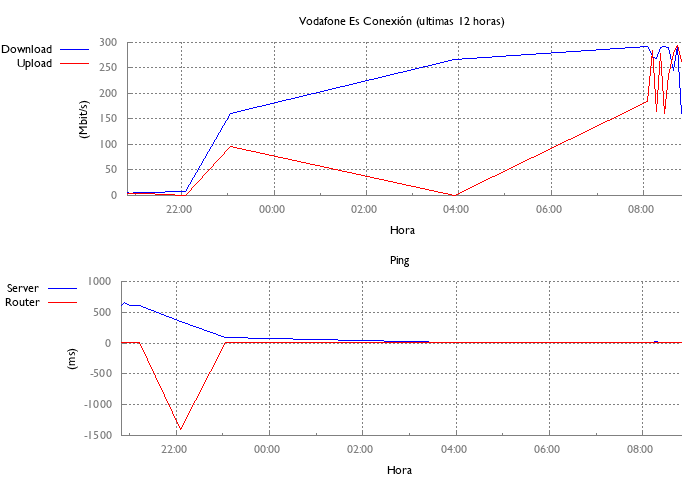 Vodafone Es Conexión (ultimas 12 horas)
Download
Upload
300
250
200
150
100
50
0
(Mbit/s)
22:00 00:00 02:00 04:00 06:00 08:00
Hora
Ping
Server
Router
1000
500
0
-500
-1000
-1500
(ms)
22:00 00:00 02:00 04:00 06:00 08:00
Hora